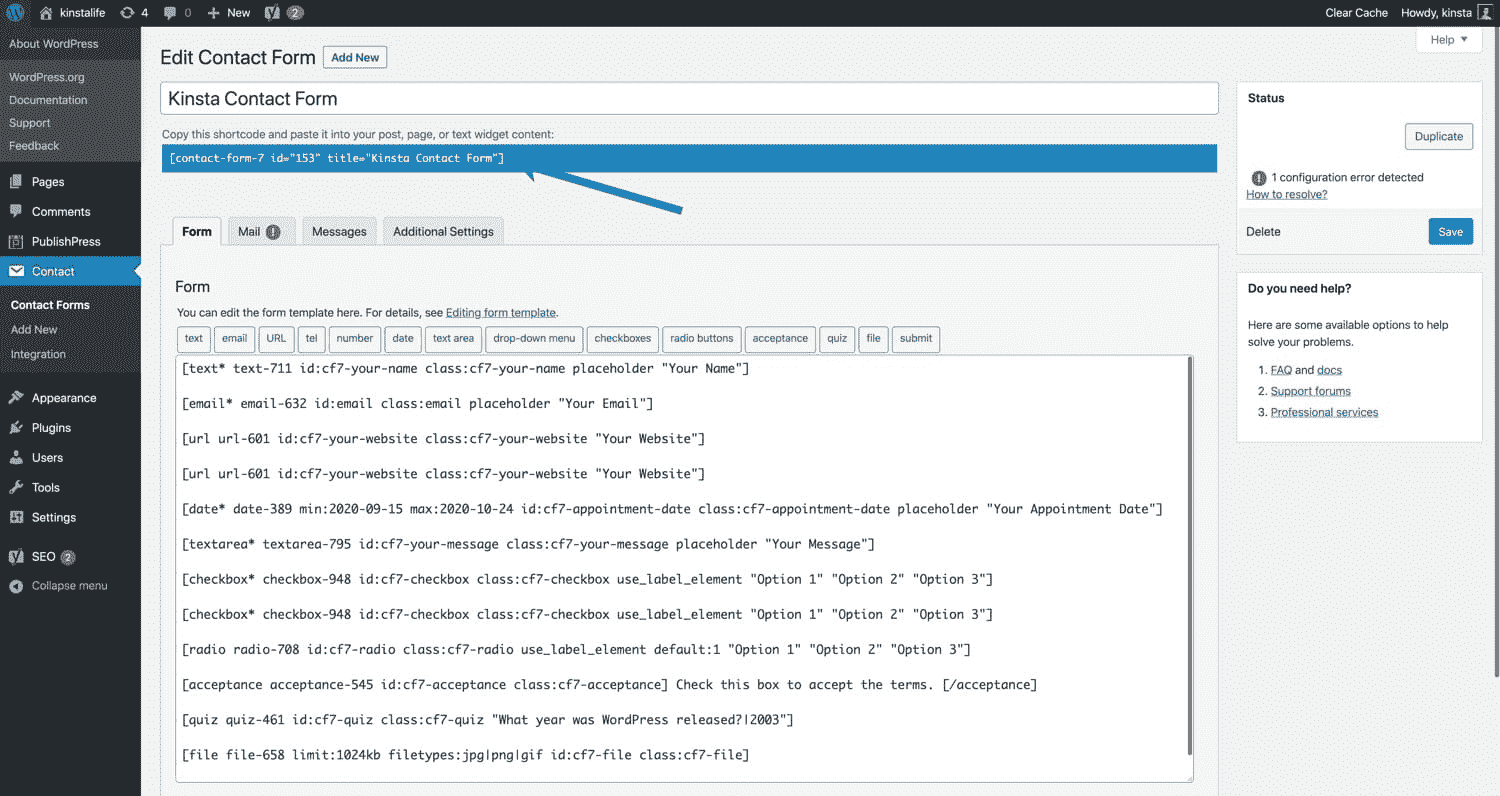 kinstalife 4 0 New 2 Clear Cache Howdy, kinsta
About WordPress
WordPress.org
Documentation
Support
Feedback
Pages
Comments
PublishPress
Contact
Contact Forms
Add New
Integration
Appearance
Plugins
Users
Tools
Settings
SEO 2
Collapse menu
Help
Edit Contact Form Add New
Kinsta Contact Form
Copy this shortcode and paste it into your post, page, or text widget content:
[contact-form-7 id="153" title="Kinsta Contact Form"]
Form Mail Messages Additional Settings
Form
You can edit the form template here. For details, see Editing form template.
text email URL tel number date text area drop-down menu checkboxes radio buttons acceptance quiz file submit
[text* text-711 id:cf7-your-name class:cf7-your-name placeholder "Your Name"]
[email* email-632 id:email class:email placeholder "Your Email"]
[url url-601 id:cf7-your-website class:cf7-your-website "Your Website"]
[url url-601 id:cf7-your-website class:cf7-your-website "Your Website"]
[date* date-389 min:2020-09-15 max:2020-10-24 id:cf7-appointment-date class:cf7-appointment-date placeholder "Your Appointment Date"]
[textarea* textarea-795 id:cf7-your-message class:cf7-your-message placeholder "Your Message"]
[checkbox* checkbox-948 id:cf7-checkbox class:cf7-checkbox use_label_element "Option 1" "Option 2" "Option 3"]
[checkbox* checkbox-948 id:cf7-checkbox class:cf7-checkbox use_label_element "Option 1" "Option 2" "Option 3"]
[radio radio-708 id:cf7-radio class:cf7-radio use_label_element default:1 "Option 1" "Option 2" "Option 3"]
[acceptance acceptance-545 id:cf7-acceptance class:cf7-acceptance] Check this box to accept the terms. [/acceptance]
[quiz quiz-461 id:cf7-quiz class:cf7-quiz "What year was WordPress released?|2003"]
[file file-658 limit:1024kb filetypes:jpg|png|gif id:cf7-file class:cf7-file]
Status
Duplicate
1 configuration error detected
How to resolve?
Delete Save
Do you need help?
Here are some available options to help
solve your problems.
1. FAQ and docs
2. Support forums
3. Professional services